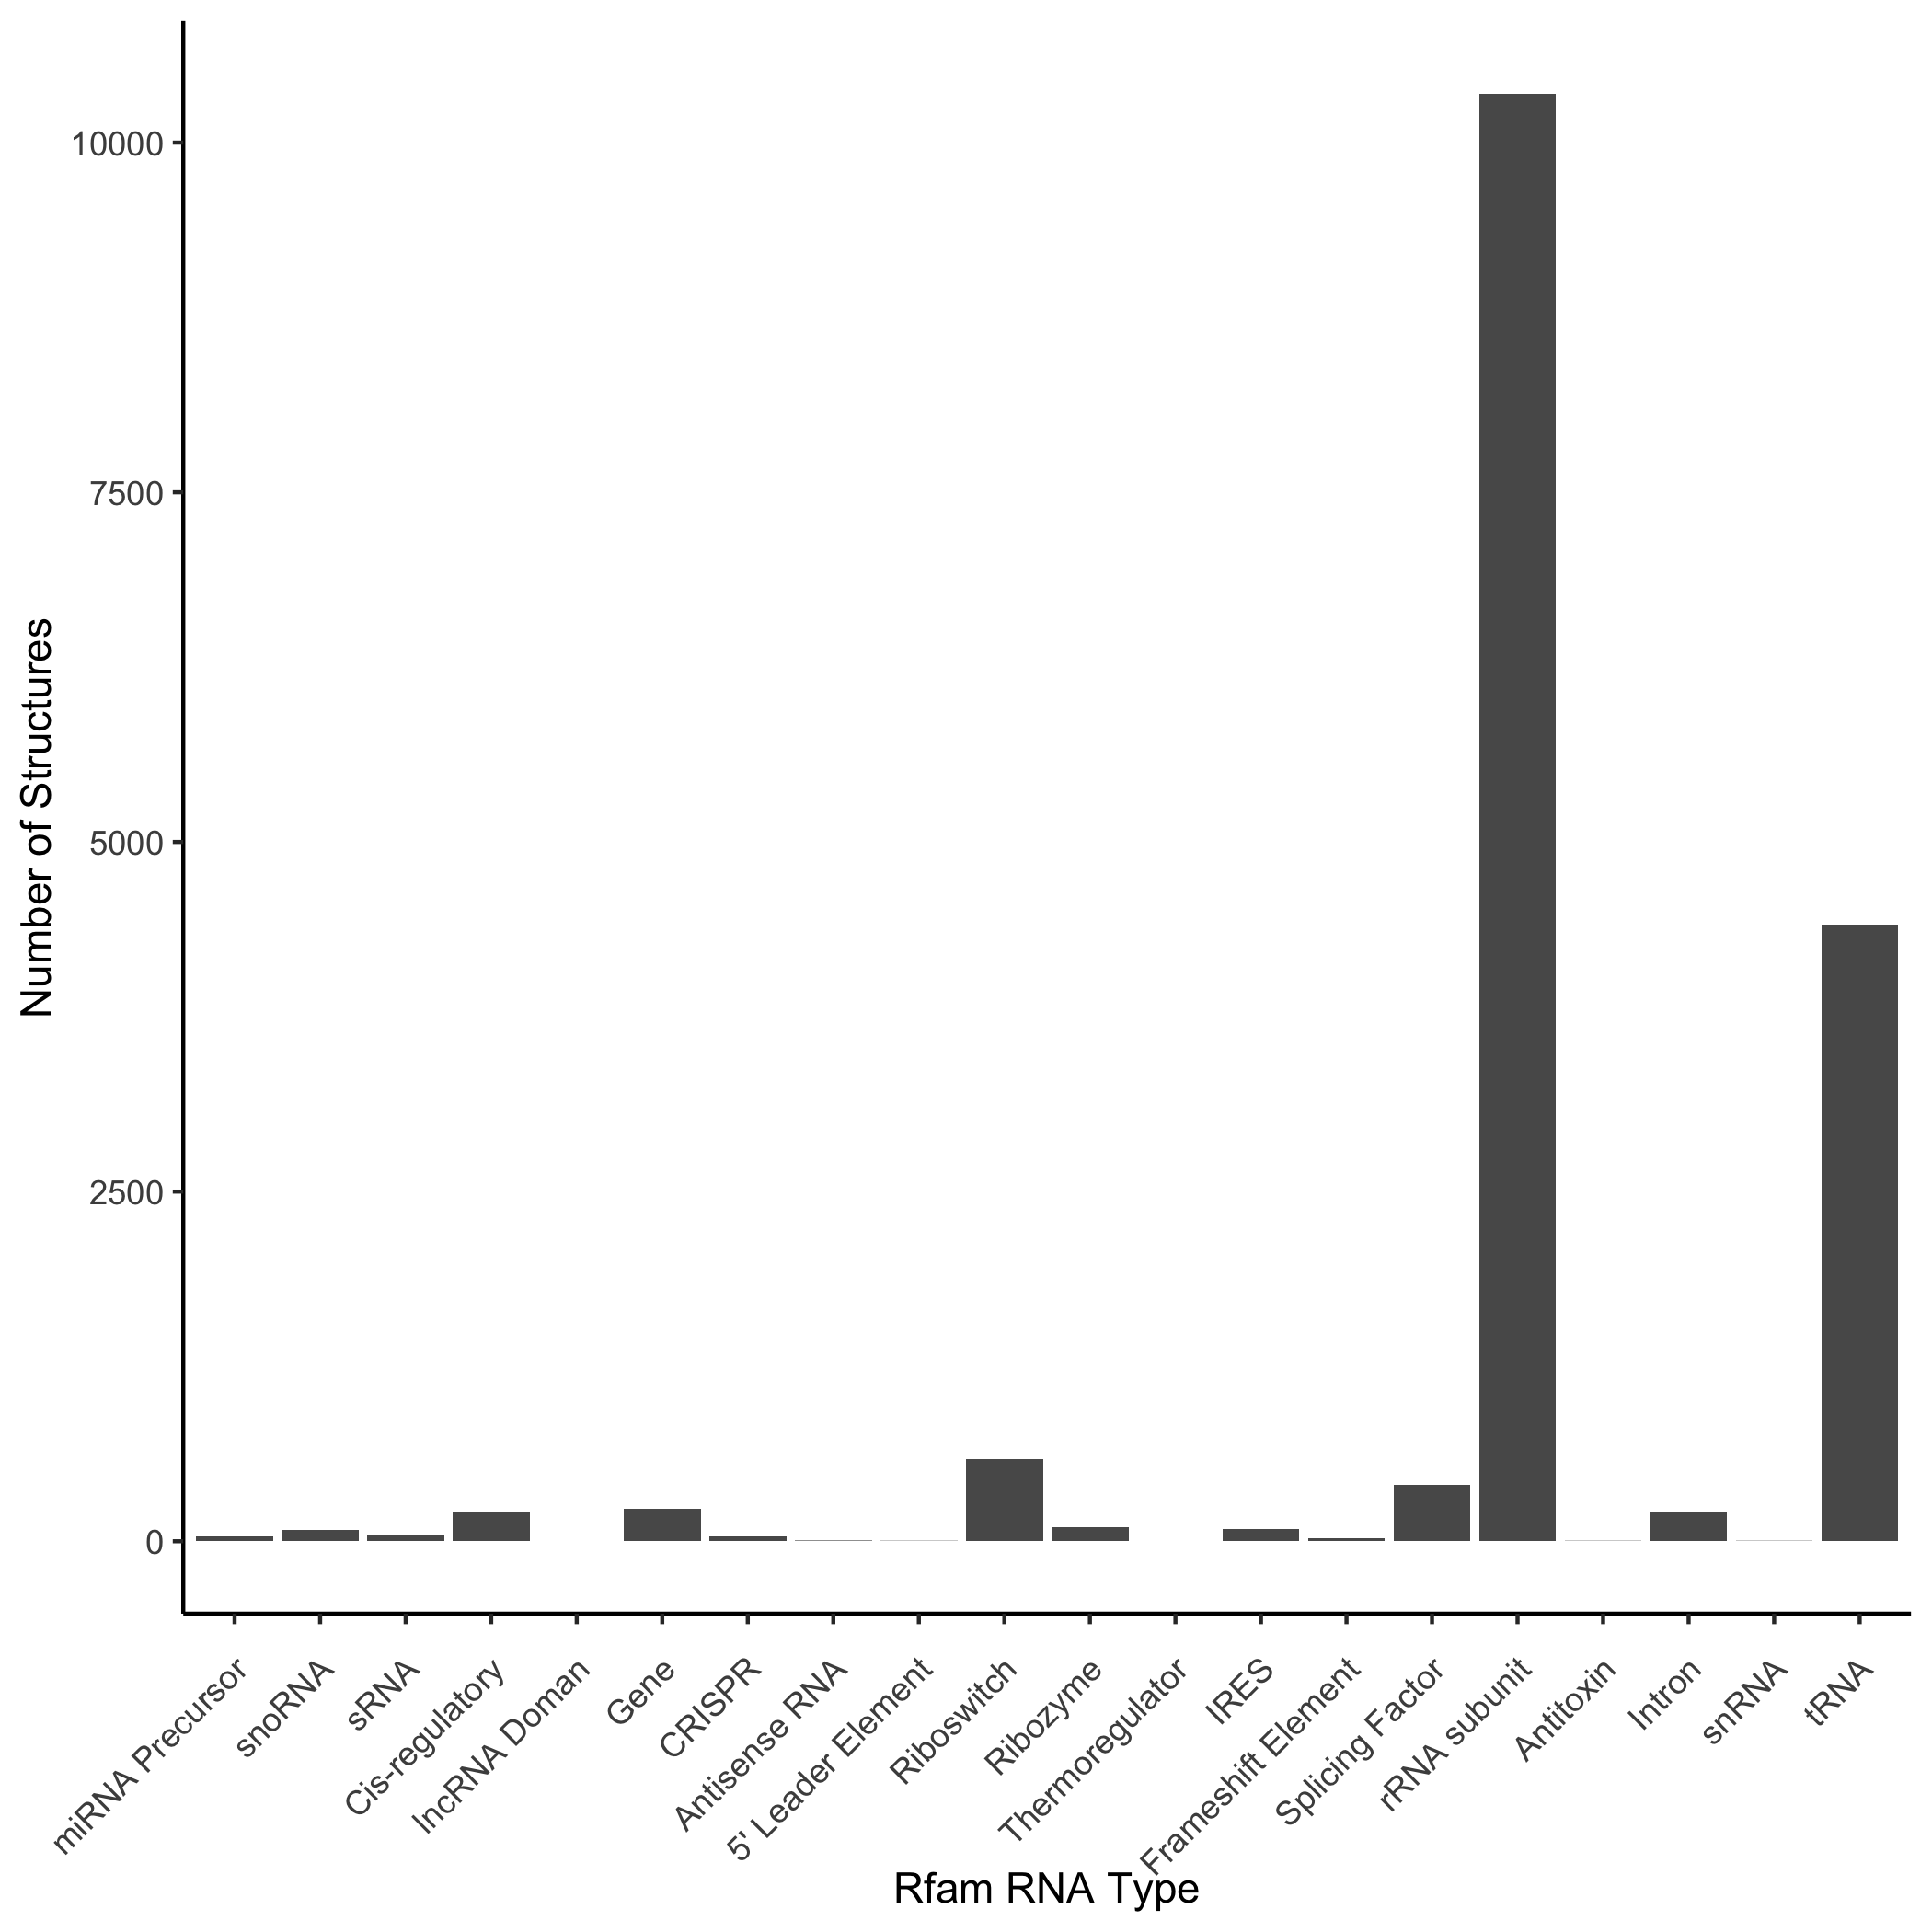 10000
7500
5000
2500
0
Number of Structures
miRNA Precursor
snoRNA
sRNA
Cis-regulatory
lncRNA Doman
Gene
CRISPR
Antisense RNA
5' Leader Element
Riboswitch
Ribozyme
Thermoregulator
IRES
Frameshift Element
Splicing Factor
rRNA subunit
Antitoxin
Intron
snRNA
tRNA
Rfam RNA Type